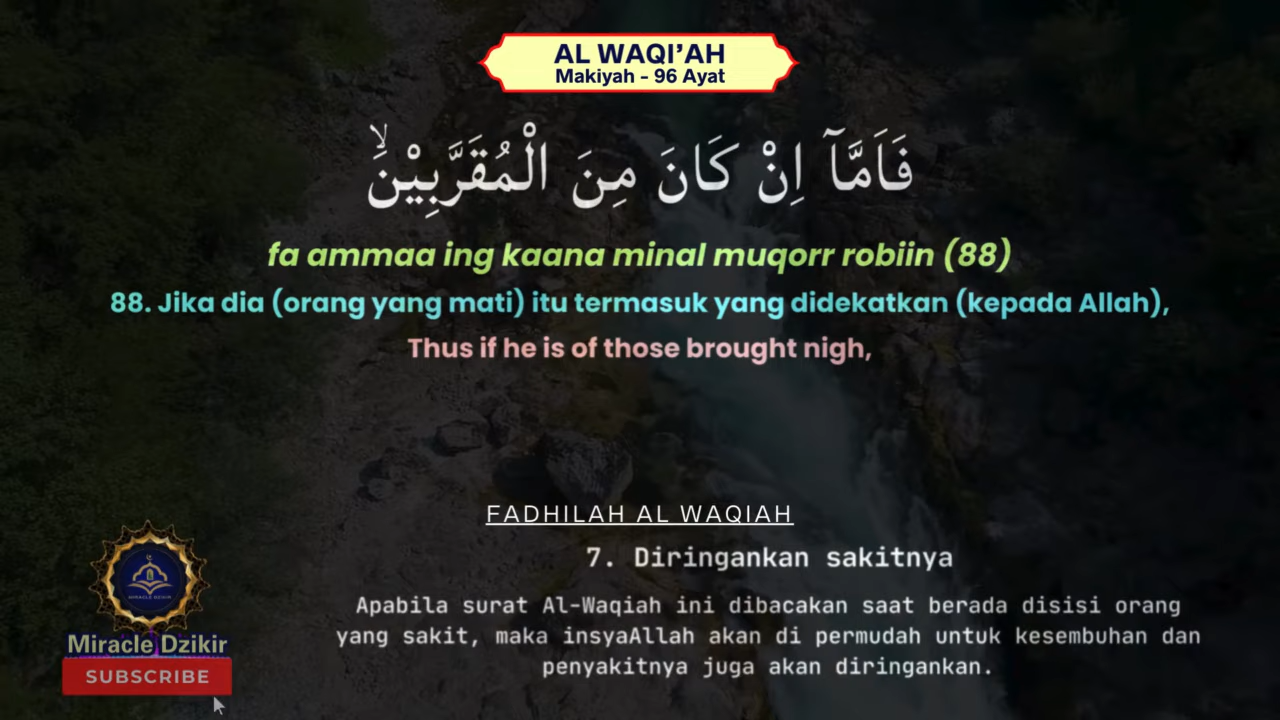 AL WAQI’AH
Makiyah - 96 Ayat
فَاَمَّآ اِنْ كَانَ مِنَ الْمُقَرَّبِيْنَۙ
fa ammaa ing kaana minal muqorr robiin (88)
88. Jika dia (orang yang mati) itu termasuk yang didekatkan (kepada Allah),
Thus if he is of those brought nigh,
FADHILAH AL WAQIAH
7. Diringankan sakitnya
Apabila surat Al-Waqiah ini dibacakan saat berada disisi orang
yang sakit, maka insyaAllah akan di permudah untuk kesembuhan dan
penyakitnya juga akan diringankan.
MIRACLE DZIKIR
Miracle Dzikir
SUBSCRIBE